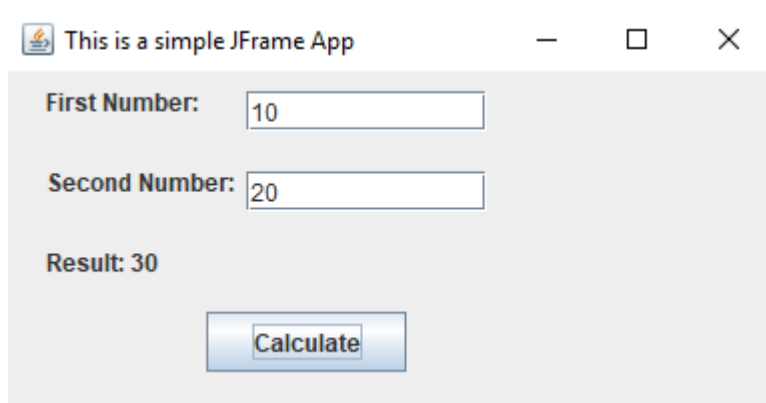 This is a simple JFrame App
First Number: 10
Second Number: 20
Result: 30
Calculate